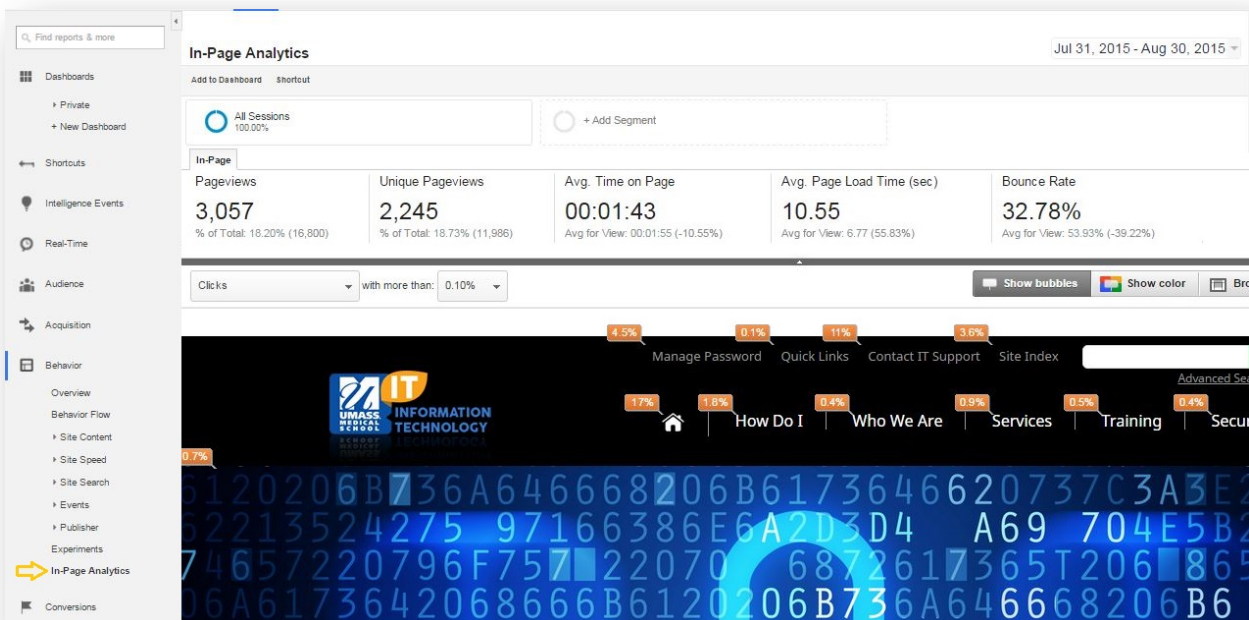 Find reports & more
Dashboards
Private
+ New Dashboard
Shortcuts
Intelligence Events
Real-Time
Audience
Acquisition
Behavior
Overview
Behavior Flow
Site Content
Site Speed
Site Search
Events
Publisher
Experiments
In-Page Analytics
Conversions
In-Page Analytics
Jul 31, 2015 - Aug 30, 2015
Add to Dashboard Shortcut
All Sessions
100.00%
+ Add Segment
In-Page
Pageviews
3,057
% of Total: 18.20% (16,800)
Unique Pageviews
2,245
% of Total: 18.73% (11,986)
Avg. Time on Page
00:01:43
Avg for View: 00:01:55 (-10.55%)
Avg. Page Load Time (sec)
10.55
Avg for View: 6.77 (55.83%)
Bounce Rate
32.78%
Avg for View: 53.93% (-39.22%)
Clicks with more than: 0.10%
Show bubbles Show color Bro
4.5% 0.1% 11% 3.6%
Manage Password Quick Links Contact IT Support Site Index
Advanced Sea
IT
UMASS
MEDICAL
SCHOOL
INFORMATION
TECHNOLOGY
17% 1.8% 0.4% 0.9% 0.5% 0.4%
How Do I Who We Are Services Training Secur
0.7%